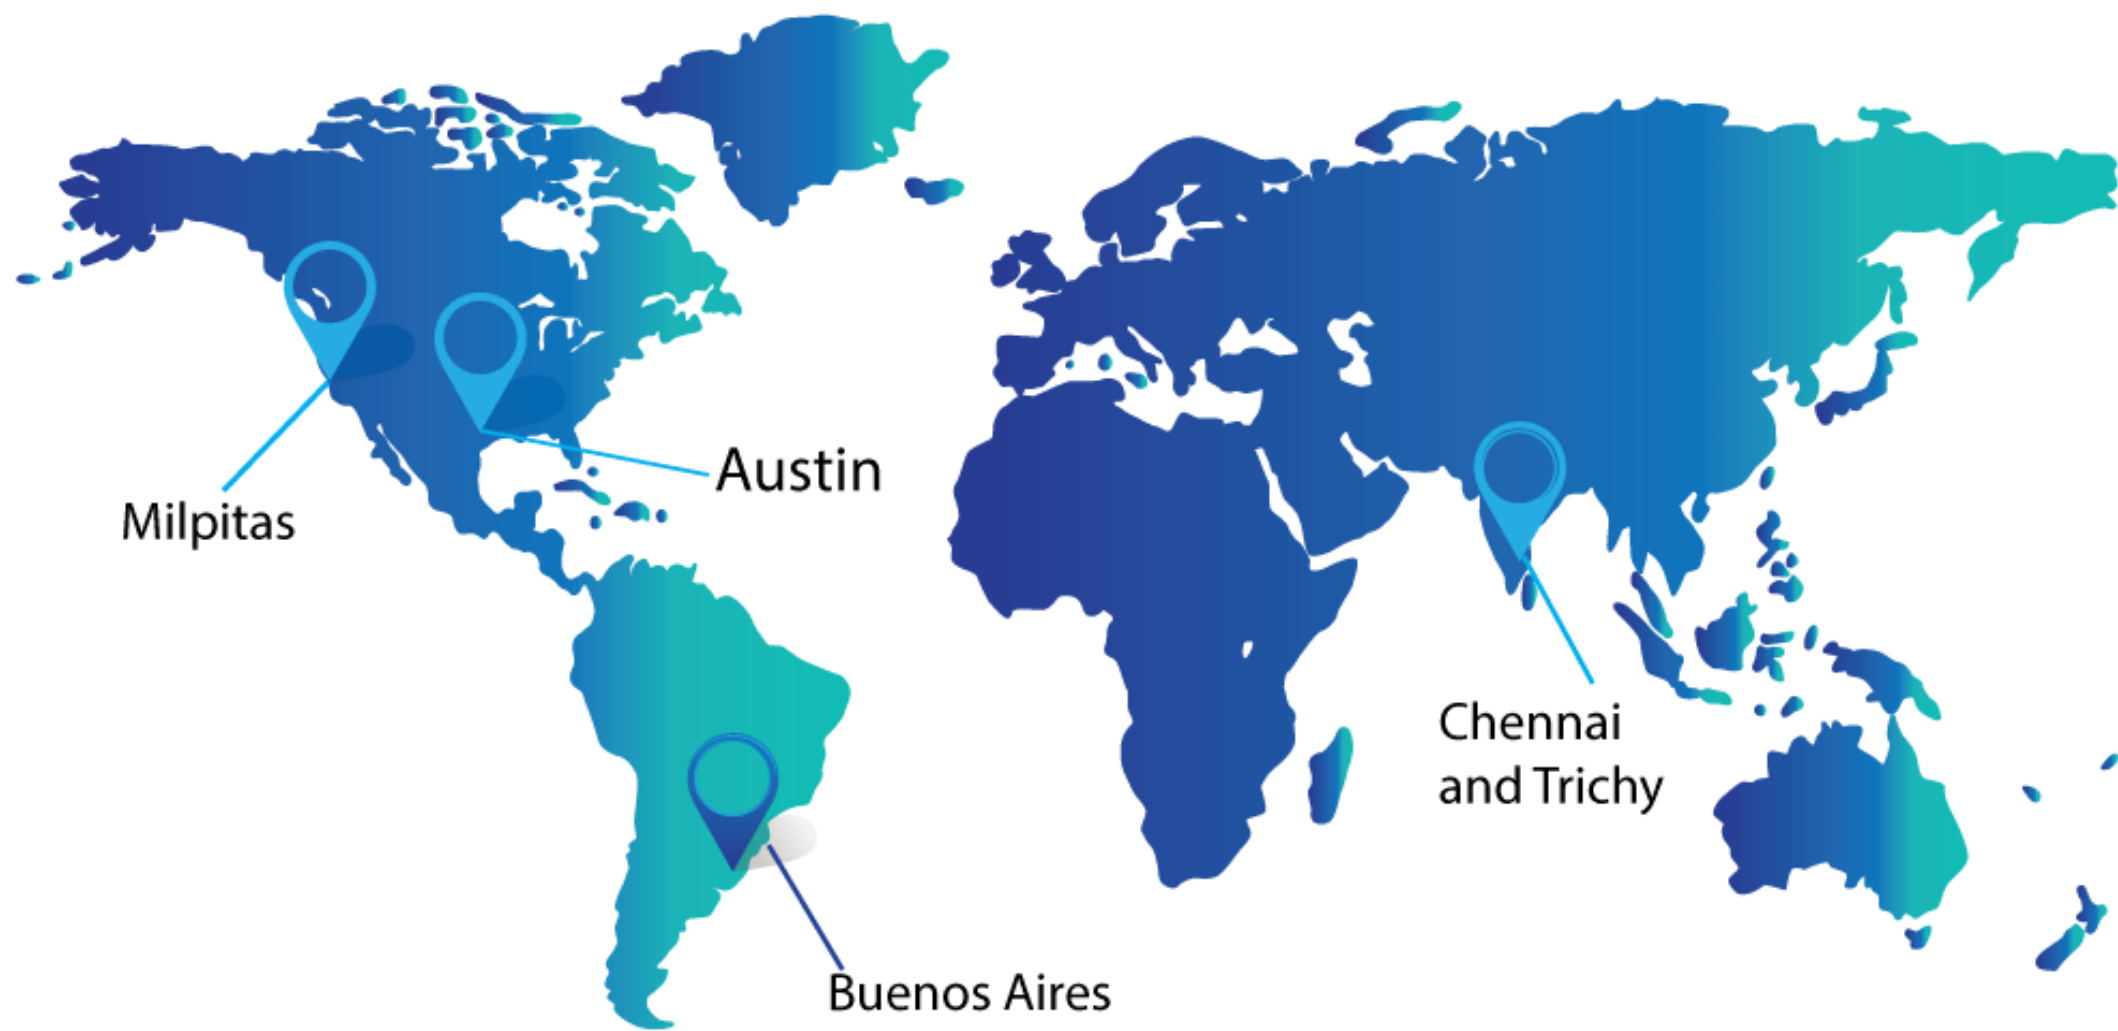 Austin
Milpitas
Chennai
and Trichy
Buenos Aires